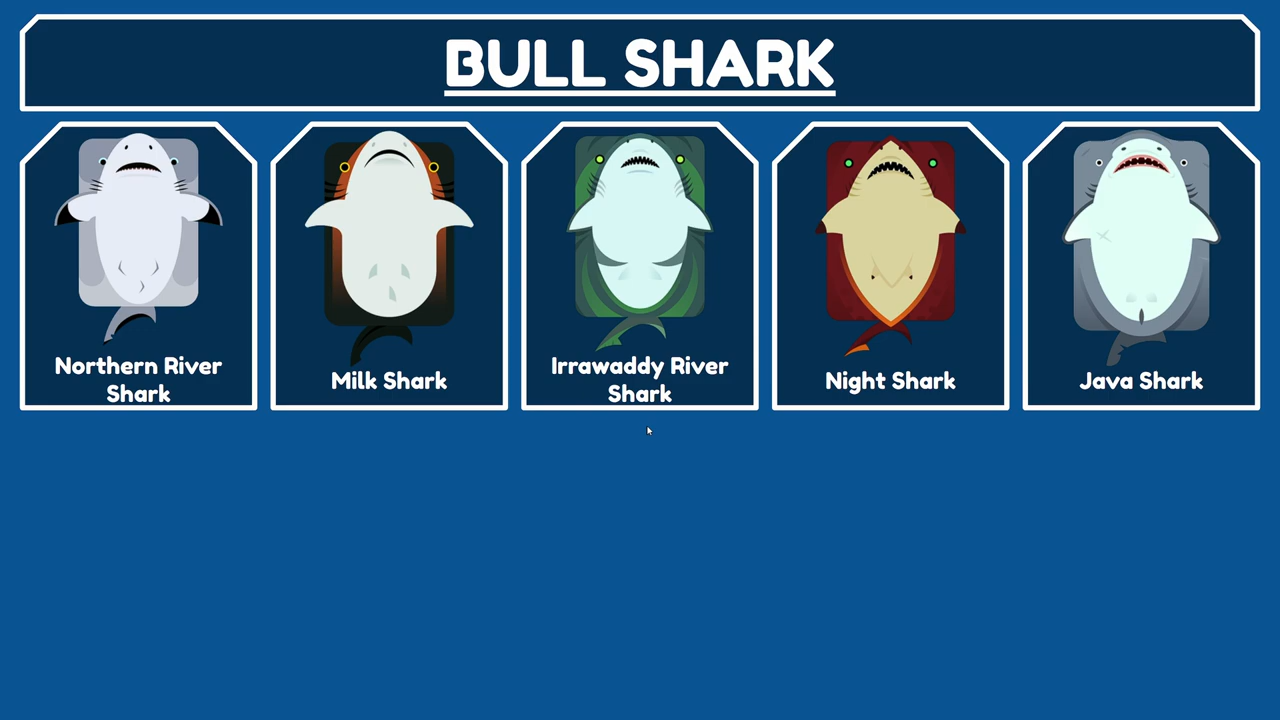 BULL SHARK
Northern River
Shark
Milk Shark
Irrawaddy River
Shark
Night Shark
Java Shark